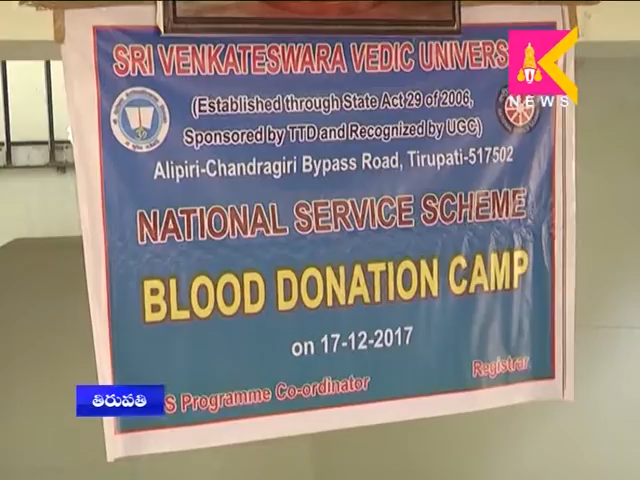 SRI VENKATESWARA VEDIC UNIVERS
K
NEWS
(Established through State Act 29 of 2006,
Sponsored by TTD and Recognized by UGC)
Alipiri-Chandragiri Bypass Road, Tirupati-517502
NATIONAL SERVICE SCHEME
BLOOD DONATION CAMP
on 17-12-2017
S Programme Co-ordinator
Registrar
తిరుపతి